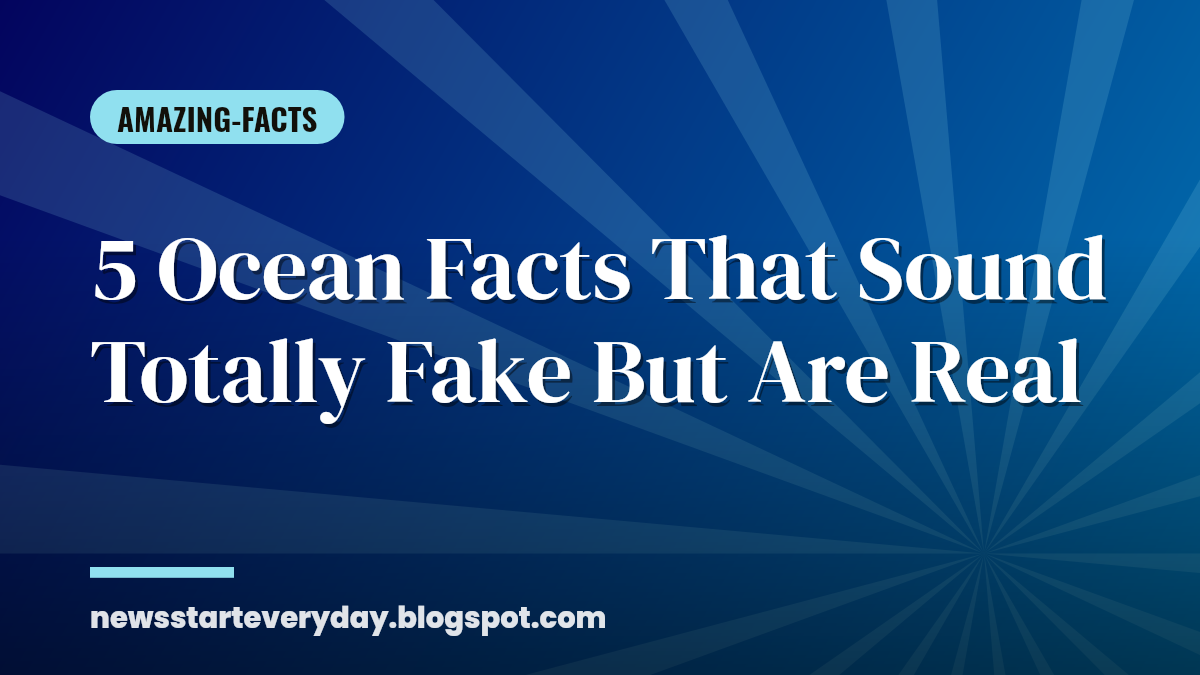 AMAZING-FACTS
5 Ocean Facts That Sound
Totally Fake But Are Real
newsstarteveryday.blogspot.com